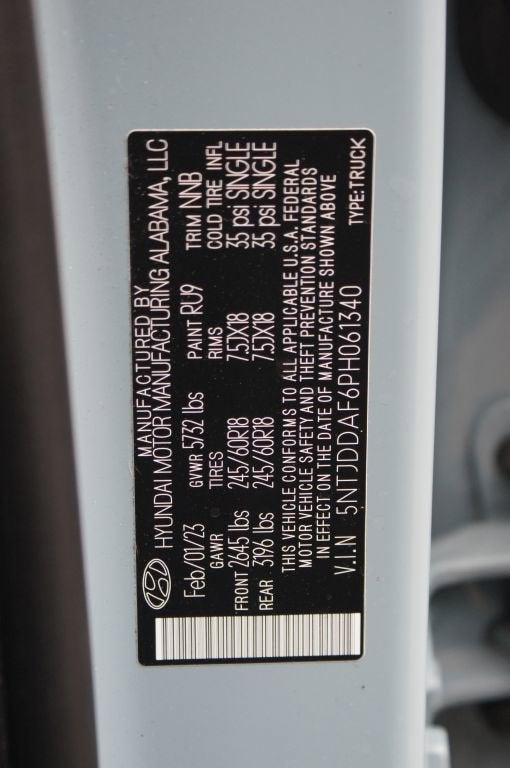 MANUFACTURED BY
HYUNDAI MOTOR MANUFACTURING ALABAMA, LLC
Feb/01/23 GVWR 5732 lbs PAINT RU9 TRIM NNB
GAWR TIRES RIMS COLD TIRE INFL
FRONT 2645 lbs 245/60R18 7.5JX18 35 psi SINGLE
REAR 3196 lbs 245/60R18 7.5JX18 35 psi SINGLE
THIS VEHICLE CONFORMS TO ALL APPLICABLE U.S.A. FEDERAL
MOTOR VEHICLE SAFETY AND THEFT PREVENTION STANDARDS
IN EFFECT ON THE DATE OF MANUFACTURE SHOWN ABOVE
V.I.N 5NTJDDAF6PH061340 TYPE:TRUCK